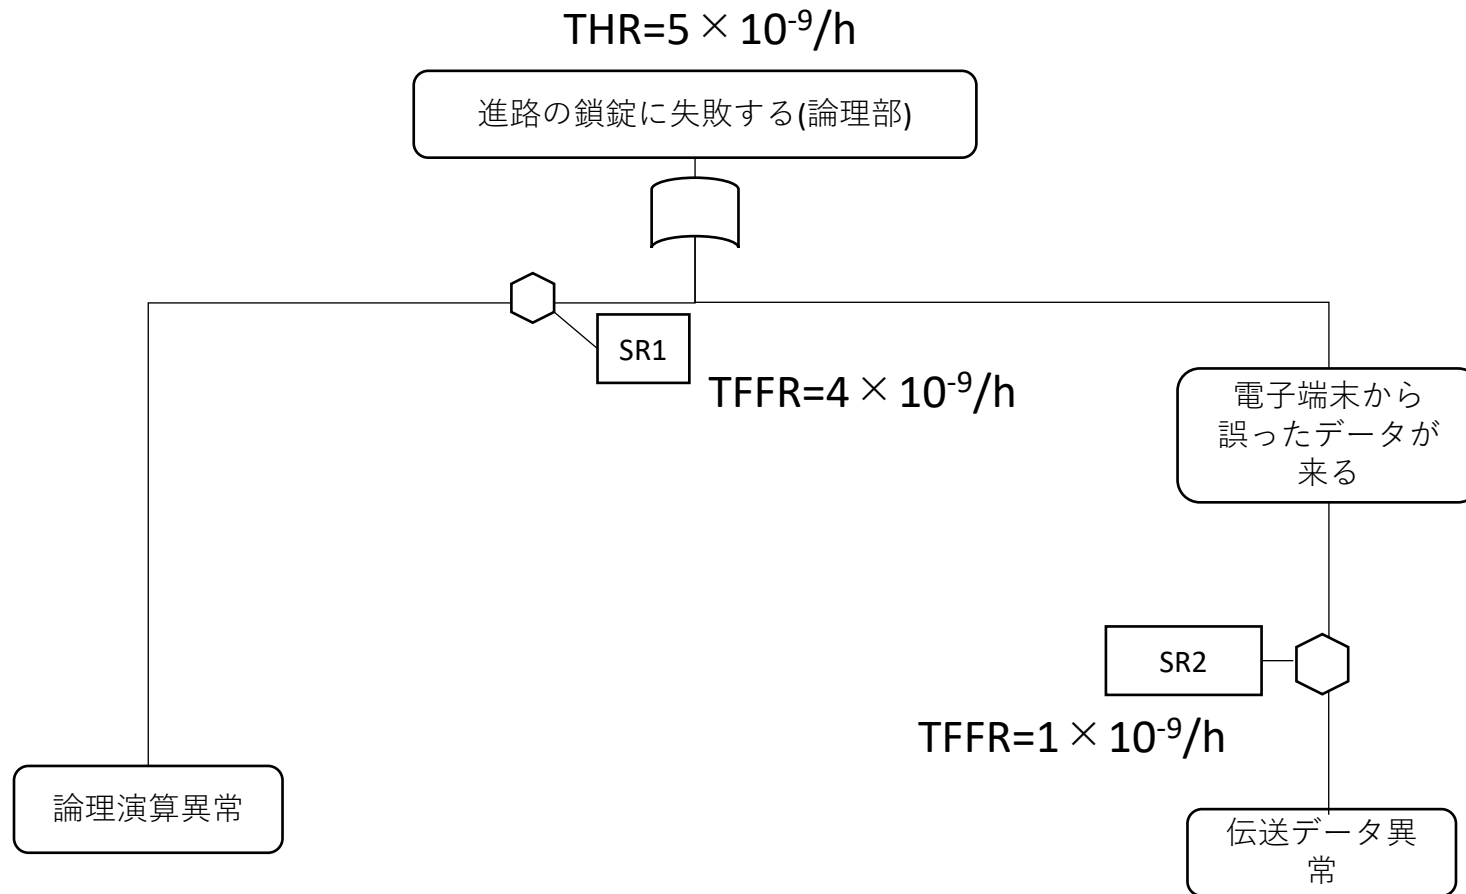 THR=5×10⁻⁹/h
進路の鎖錠に失敗する(論理部)
SR1
TFFR=4×10⁻⁹/h
電子端末から
誤ったデータが
来る
SR2
TFFR=1×10⁻⁹/h
論理演算異常
伝送データ異
常